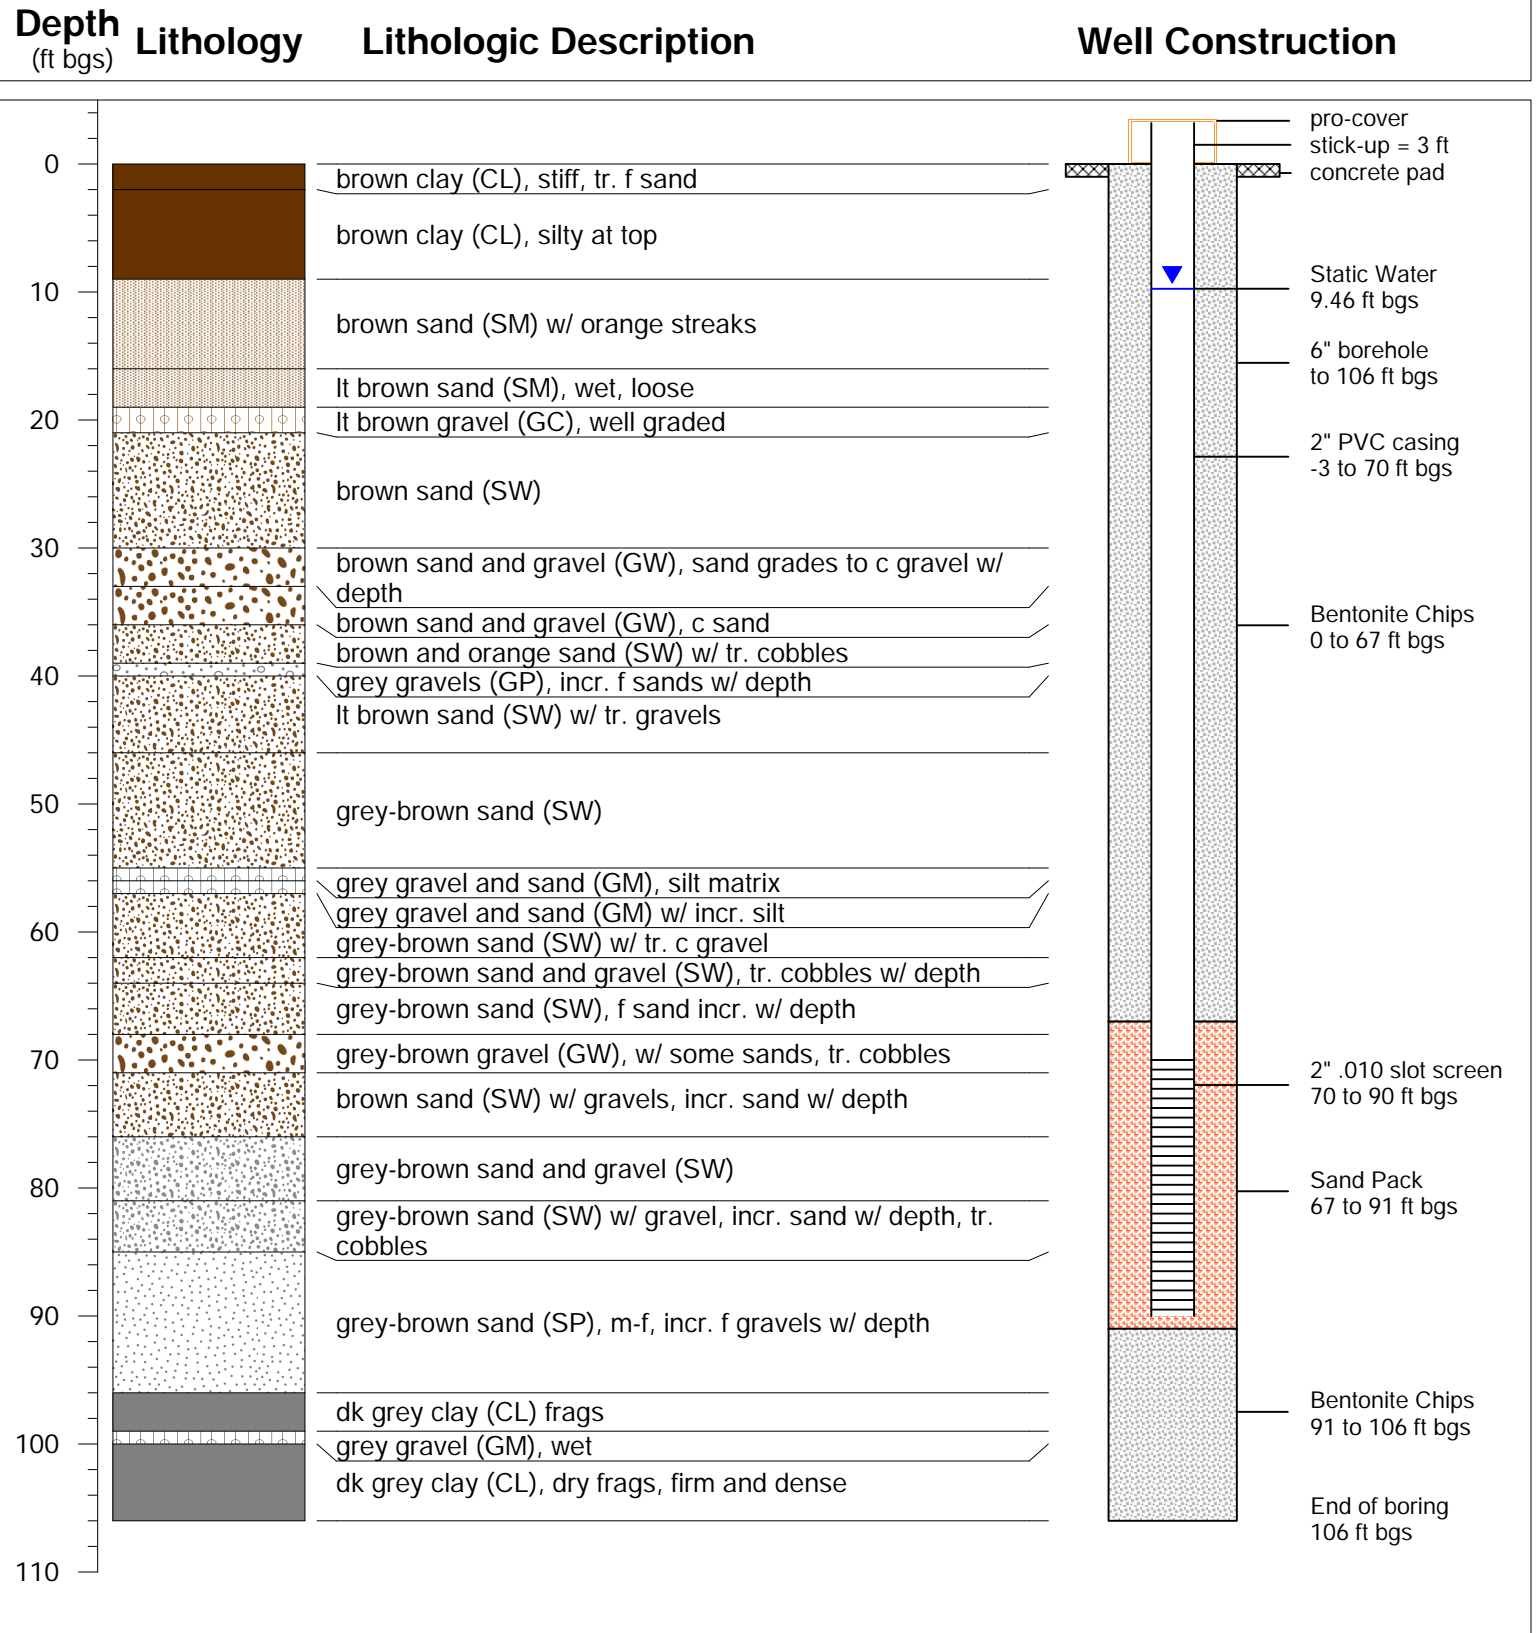 Depth
(ft bgs)
Lithology
Lithologic Description
Well Construction
0
10
20
30
40
50
60
70
80
90
100
110
brown clay (CL), stiff, tr. f sand
brown clay (CL), silty at top
brown sand (SM) w/ orange streaks
lt brown sand (SM), wet, loose
lt brown gravel (GC), well graded
brown sand (SW)
brown sand and gravel (GW), sand grades to c gravel w/
depth
brown sand and gravel (GW), c sand
brown and orange sand (SW) w/ tr. cobbles
grey gravels (GP), incr. f sands w/ depth
lt brown sand (SW) w/ tr. gravels
grey-brown sand (SW)
grey gravel and sand (GM), silt matrix
grey gravel and sand (GM) w/ incr. silt
grey-brown sand (SW) w/ tr. c gravel
grey-brown sand and gravel (SW), tr. cobbles w/ depth
grey-brown sand (SW), f sand incr. w/ depth
grey-brown gravel (GW), w/ some sands, tr. cobbles
brown sand (SW) w/ gravels, incr. sand w/ depth
grey-brown sand and gravel (SW)
grey-brown sand (SW) w/ gravel, incr. sand w/ depth, tr.
cobbles
grey-brown sand (SP), m-f, incr. f gravels w/ depth
dk grey clay (CL) frags
grey gravel (GM), wet
dk grey clay (CL), dry frags, firm and dense
pro-cover
stick-up = 3 ft
concrete pad
Static Water
9.46 ft bgs
6" borehole
to 106 ft bgs
2" PVC casing
-3 to 70 ft bgs
Bentonite Chips
0 to 67 ft bgs
2" .010 slot screen
70 to 90 ft bgs
Sand Pack
67 to 91 ft bgs
Bentonite Chips
91 to 106 ft bgs
End of boring
106 ft bgs